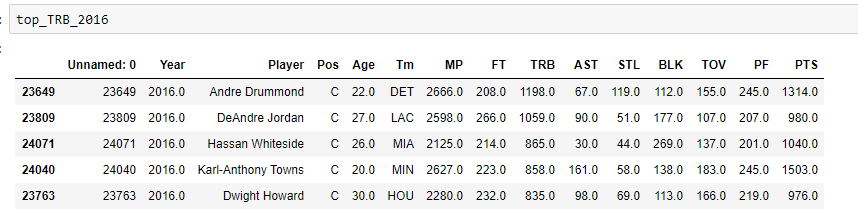 top_TRB_2016
Unnamed: 0 Year Player Pos Age Tm MP FT TRB AST STL BLK TOV PF PTS
23649 23649 2016.0 Andre Drummond C 22.0 DET 2666.0 208.0 1198.0 67.0 119.0 112.0 155.0 245.0 1314.0
23809 23809 2016.0 DeAndre Jordan C 27.0 LAC 2598.0 266.0 1059.0 90.0 51.0 177.0 107.0 207.0 980.0
24071 24071 2016.0 Hassan Whiteside C 26.0 MIA 2125.0 214.0 865.0 30.0 44.0 269.0 137.0 201.0 1040.0
24040 24040 2016.0 Karl-Anthony Towns C 20.0 MIN 2627.0 223.0 858.0 161.0 58.0 138.0 183.0 245.0 1503.0
23763 23763 2016.0 Dwight Howard C 30.0 HOU 2280.0 232.0 835.0 98.0 69.0 113.0 166.0 219.0 976.0